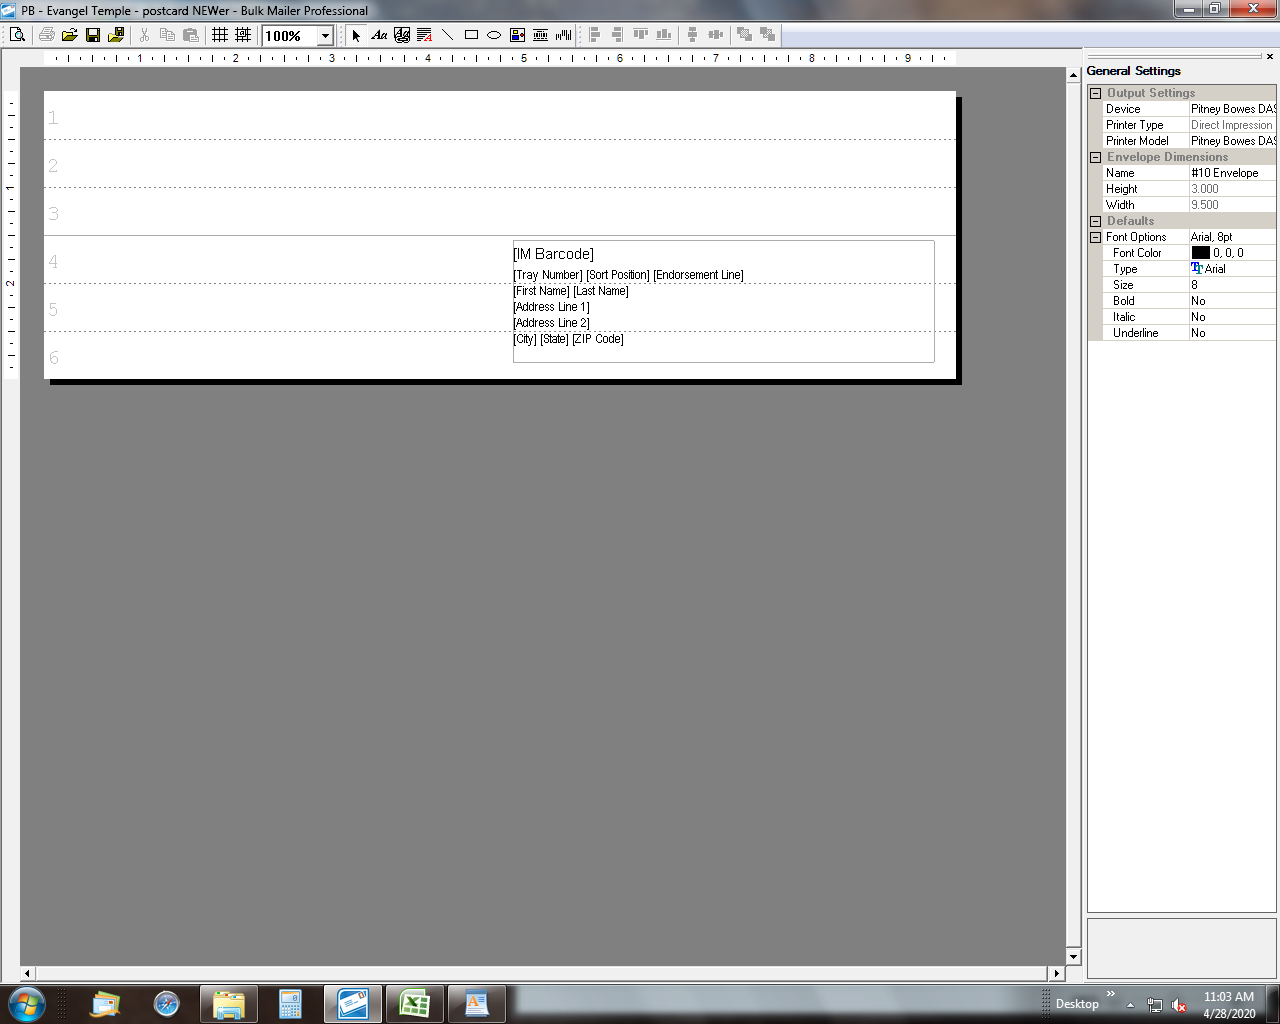 PB - Evangel Temple - postcard NEWer - Bulk Mailer Professional
100%
1 2 3 4 5 6 7 8 9
General Settings
Output Settings
Device Pitney Bowes DAS
Printer Type Direct Impression
Printer Model Pitney Bowes DAS
Envelope Dimensions
Name #10 Envelope
Height 3.000
Width 9.500
Defaults
Font Options Arial, 8pt
Font Color 0, 0, 0
Type Arial
Size 8
Bold No
Italic No
Underline No
1
2
3
4
5
6
1
2
[IM Barcode]
[Tray Number] [Sort Position] [Endorsement Line]
[First Name] [Last Name]
[Address Line 1]
[Address Line 2]
[City] [State] [ZIP Code]
Desktop
11:03 AM
4/28/2020